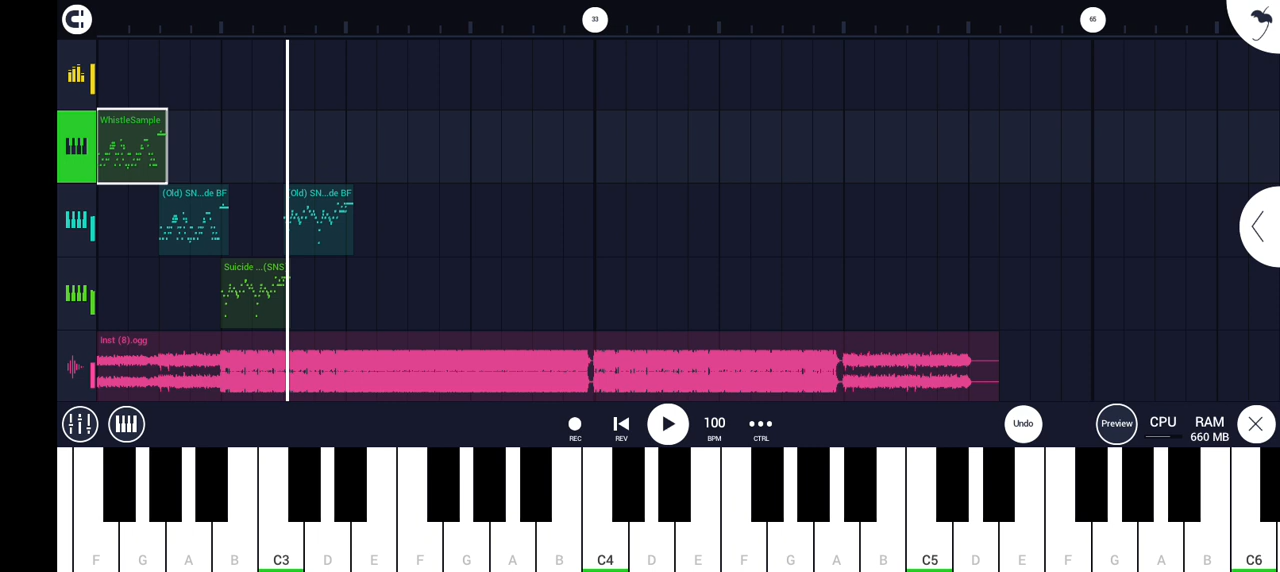 33
65
WhistleSample
(Old) SN...de BF
(Old) SN...de BF
Suicide ...(SNS
Inst (8).ogg
REC
REV
100
BPM
CTRL
Undo
Preview
CPU
RAM
660 MB
F G A B C3 D E F G A B C4 D E F G A B C5 D E F G A B C6